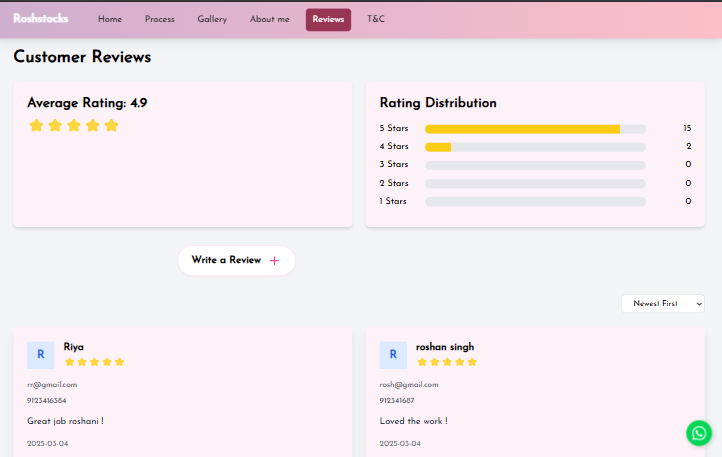 Roshstocks Home Process Gallery About me Reviews T&C
Customer Reviews
Average Rating: 4.9
Rating Distribution
5 Stars 15
4 Stars 2
3 Stars 0
2 Stars 0
1 Stars 0
Write a Review +
Newest First
R Riya
rr@gmail.com
9123416384
Great job roshani !
2025-03-04
R roshan singh
rosh@gmail.com
912341687
Loved the work !
2025-03-04